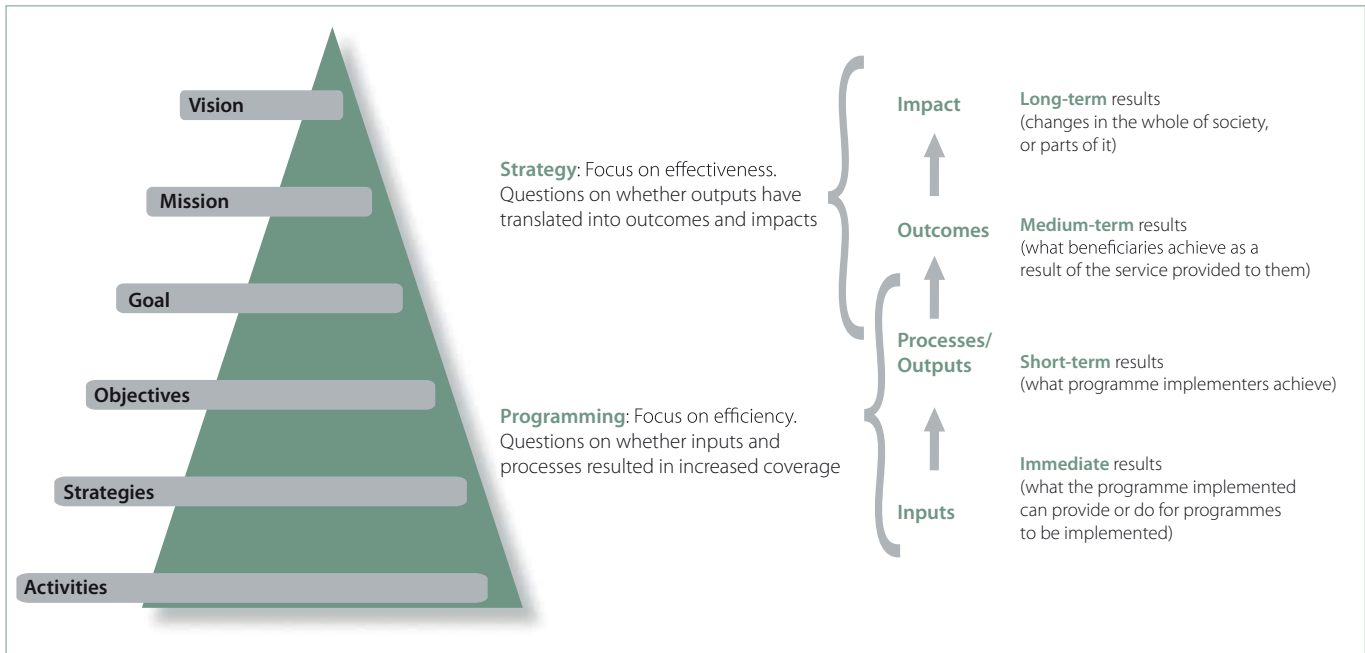 Vision
Mission
Goal
Objectives
Strategies
Activities
Strategy: Focus on effectiveness.
Questions on whether outputs have
translated into outcomes and impacts
Programming: Focus on efficiency.
Questions on whether inputs and
processes resulted in increased coverage
Impact
Long-term results
(changes in the whole of society,
or parts of it)
Outcomes
Medium-term results
(what beneficiaries achieve as a
result of the service provided to them)
Processes/
Outputs
Short-term results
(what programme implementers achieve)
Inputs
Immediate results
(what the programme implemented
can provide or do for programmes
to be implemented)